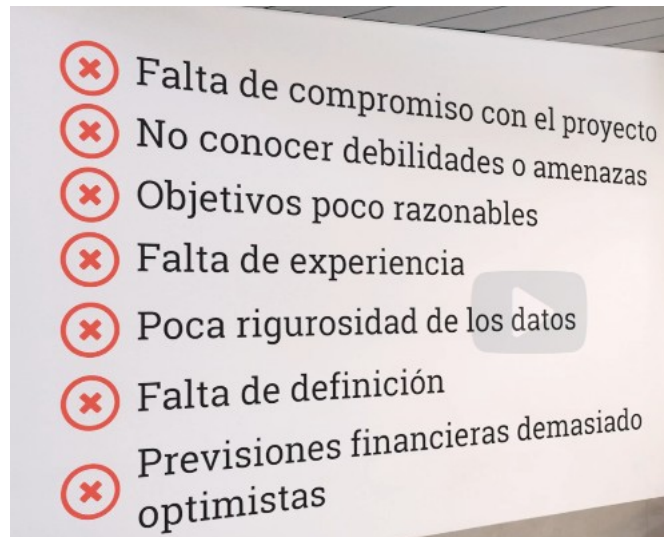 Falta de compromiso con el proyecto
No conocer debilidades o amenazas
Objetivos poco razonables
Falta de experiencia
Poca rigurosidad de los datos
Falta de definición
Previsiones financieras demasiado
optimistas